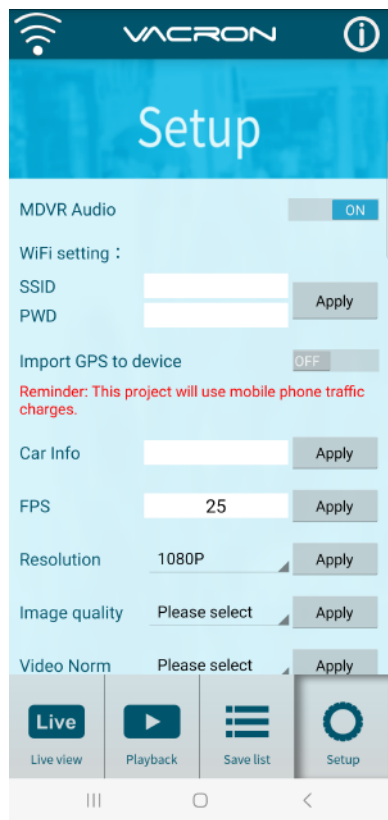 VACRON
Setup
MDVR Audio ON
WiFi setting：
SSID
Apply
PWD
Import GPS to device OFF
Reminder: This project will use mobile phone traffic
charges.
Car Info Apply
FPS 25 Apply
Resolution 1080P Apply
Image quality Please select Apply
Video Norm Please select Apply
Live
Live view Playback Save list Setup